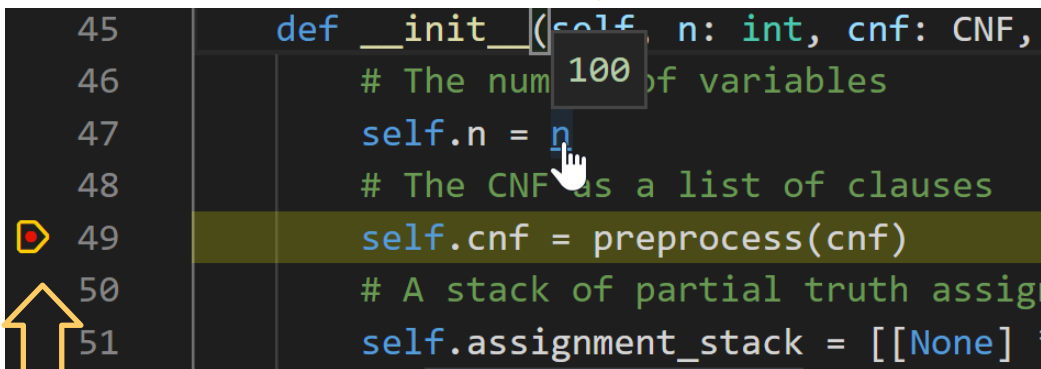 45 def __init__(self, n: int, cnf: CNF,
100
46 # The num of variables
47 self.n = n
48 # The CNF as a list of clauses
49 self.cnf = preprocess(cnf)
50 # A stack of partial truth assig
51 self.assignment_stack = [[None]